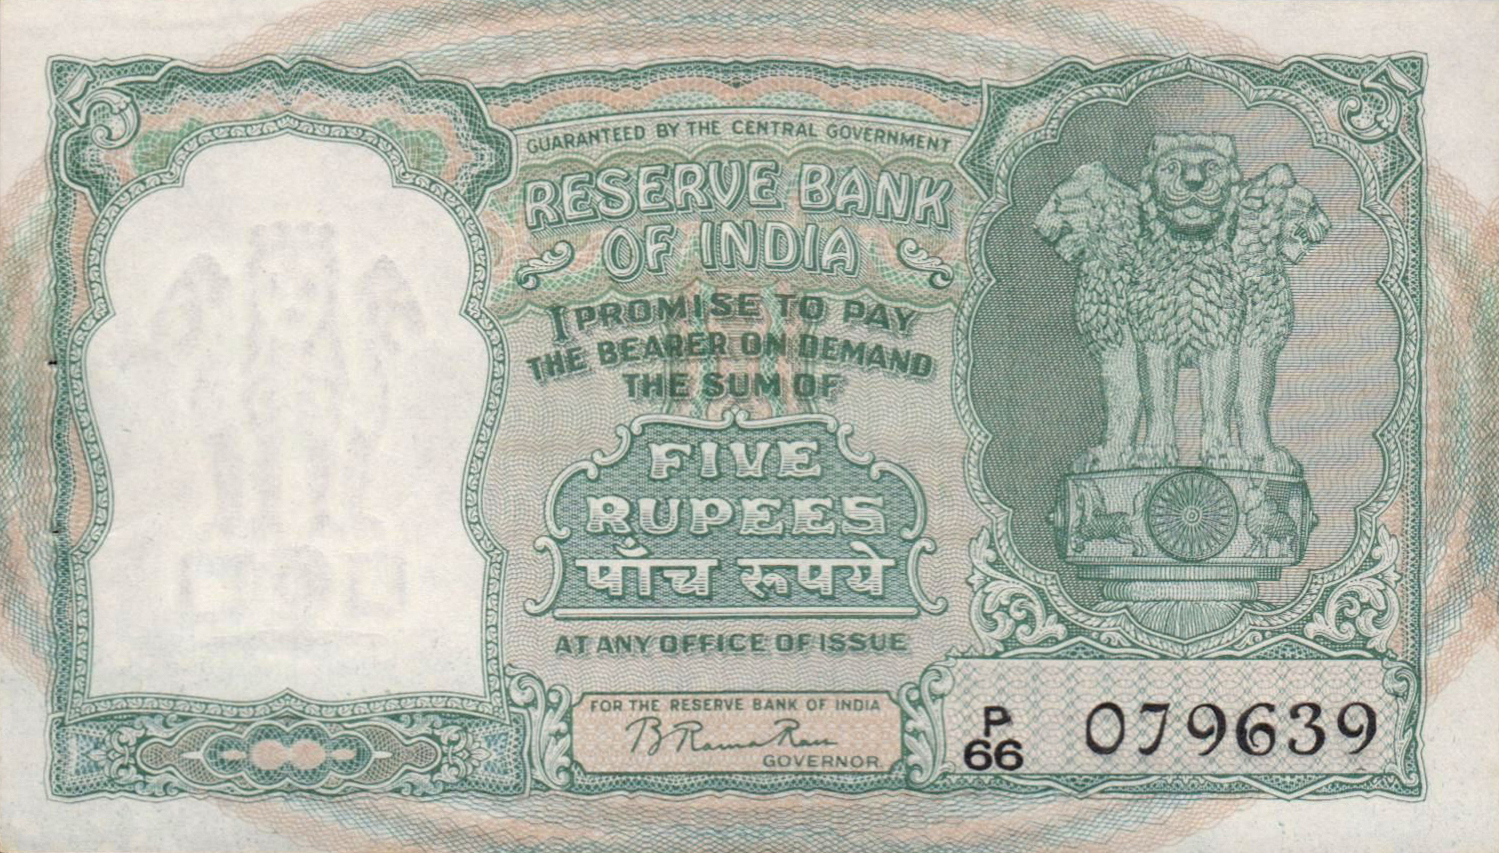 5
5
GUARANTEED BY THE CENTRAL GOVERNMENT
RESERVE BANK
OF INDIA
I PROMISE TO PAY
THE BEARER ON DEMAND
THE SUM OF
FIVE
RUPEES
पाँच रूपये
AT ANY OFFICE OF ISSUE
FOR THE RESERVE BANK OF INDIA
B Rama Rau
GOVERNOR
P
66 079639